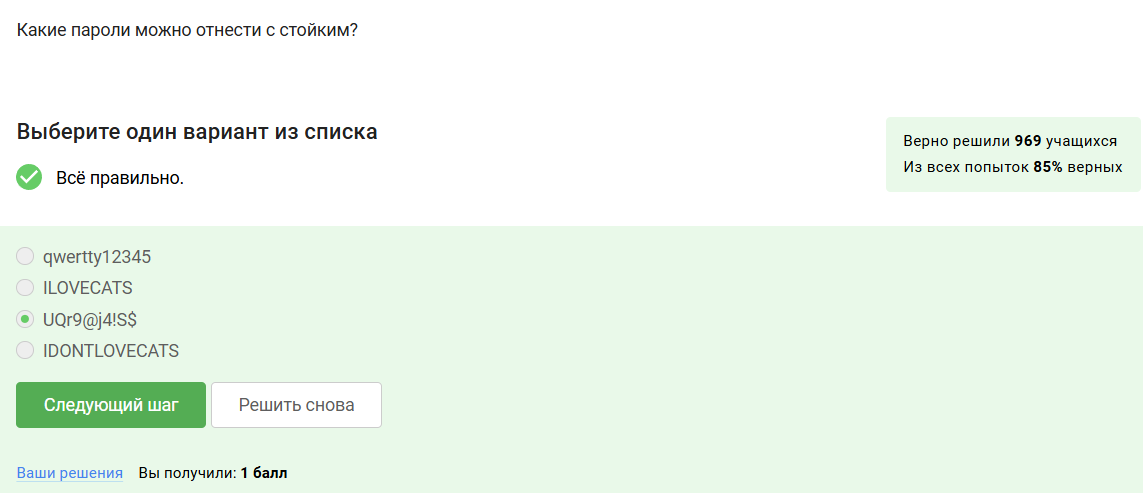 Какие пароли можно отнести с стойким?
Выберите один вариант из списка
Всё правильно.
Верно решили 969 учащихся
Из всех попыток 85% верных
qwertty12345
ILOVECATS
UQr9@j4!S$
IDONTLOVECATS
Следующий шаг
Решить снова
Ваши решения
Вы получили: 1 балл